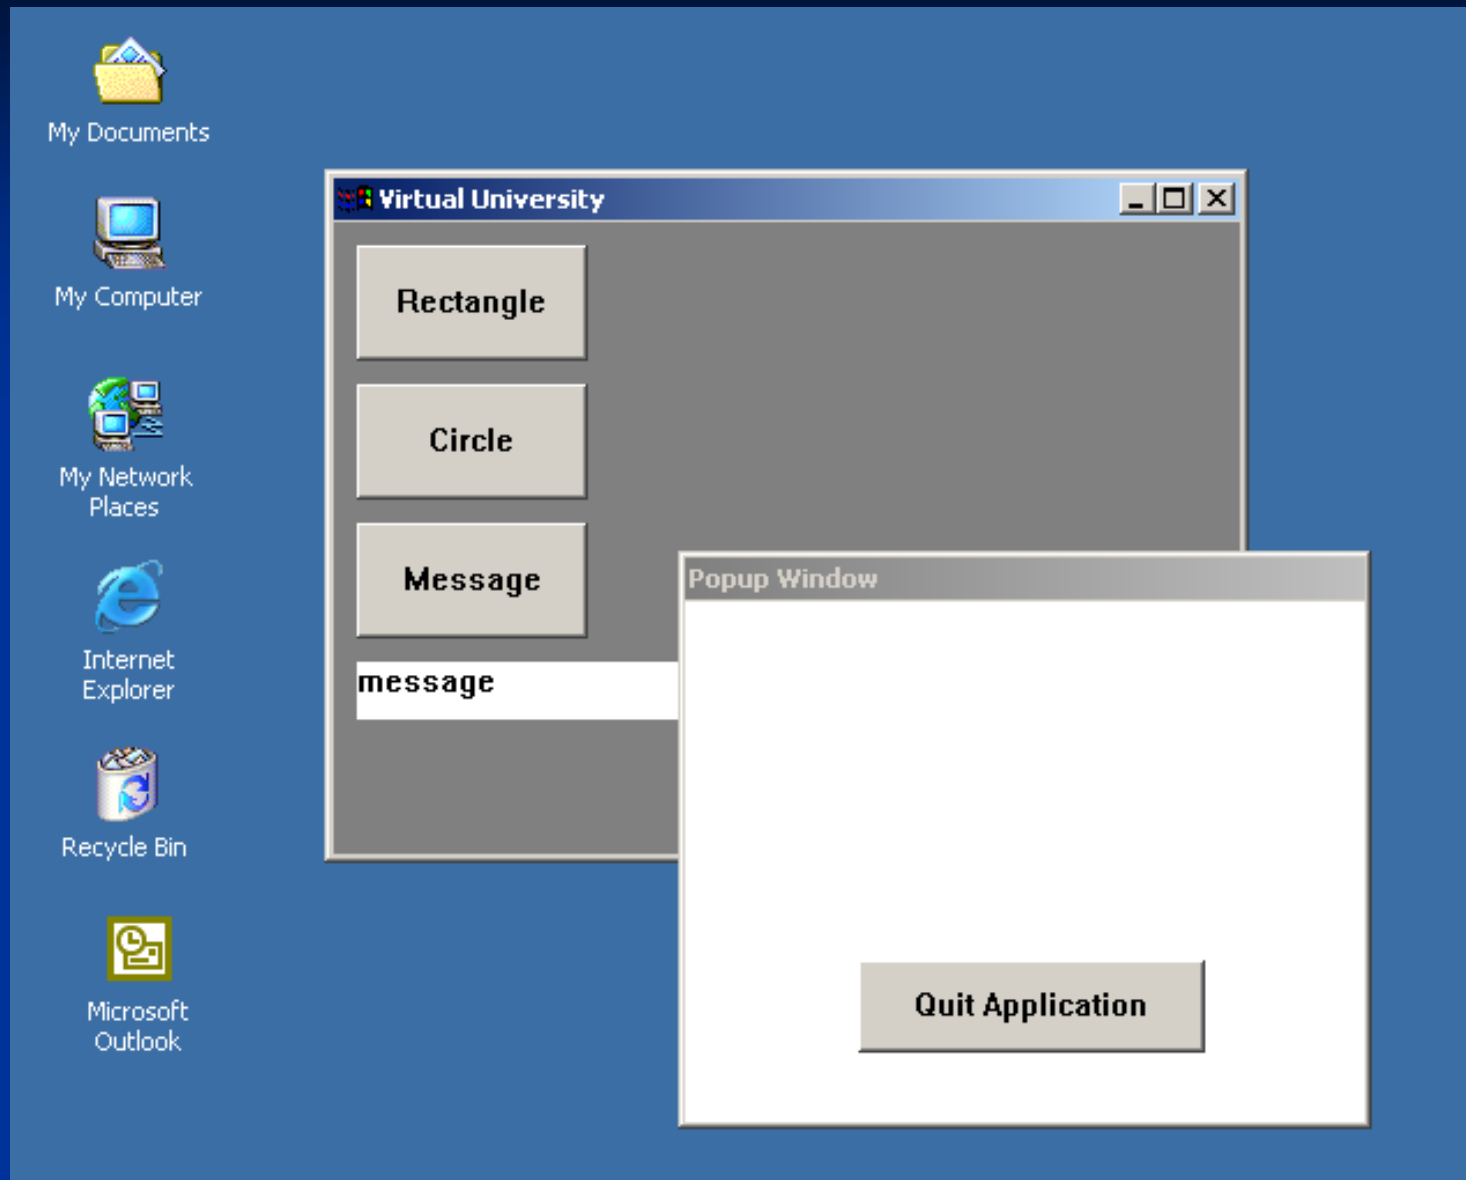 My Documents
My Computer
My Network
Places
Internet
Explorer
Recycle Bin
Microsoft
Outlook
Virtual University
Rectangle
Circle
Message
message
Popup Window
Quit Application